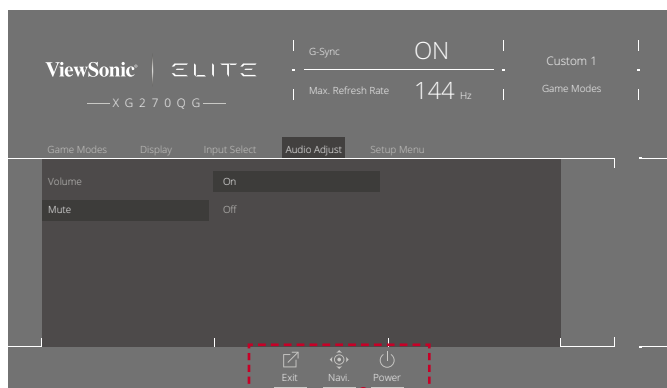 ViewSonic ELITE
XG270QG
G-Sync ON
Max. Refresh Rate 144 Hz
Custom 1
Game Modes
Game Modes Display Input Select Audio Adjust Setup Menu
Volume On
Mute Off
Exit Navi. Power